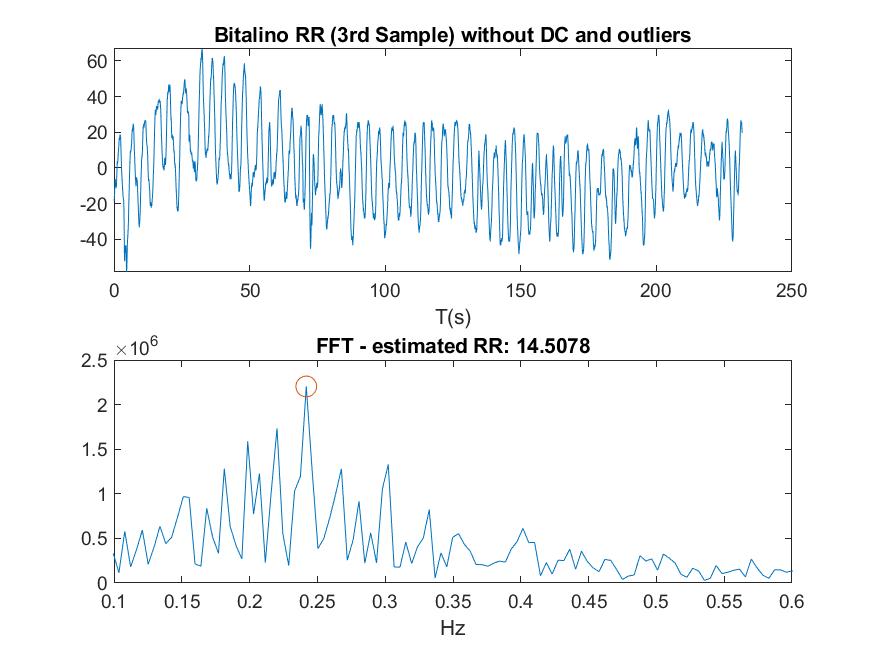 Bitalino RR (3rd Sample) without DC and outliers
60
40
20
0
-20
-40
0 50 100 150 200 250
T(s)
FFT - estimated RR: 14.5078
×10⁶
2.5
2
1.5
1
0.5
0
0.1 0.15 0.2 0.25 0.3 0.35 0.4 0.45 0.5 0.55 0.6
Hz